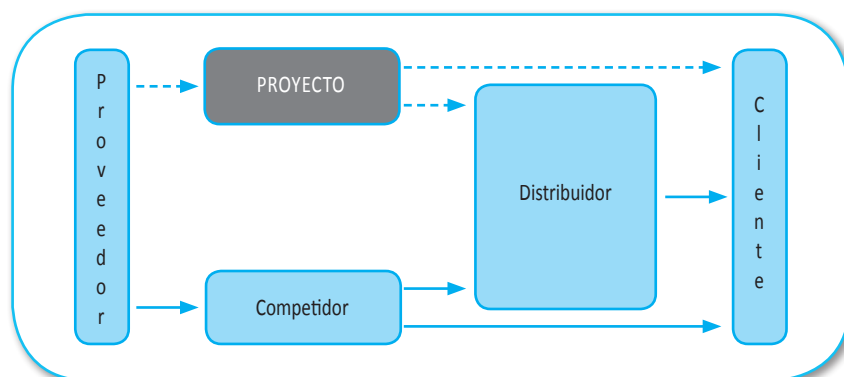 Proveedor
PROYECTO
Distribuidor
Competidor
Cliente